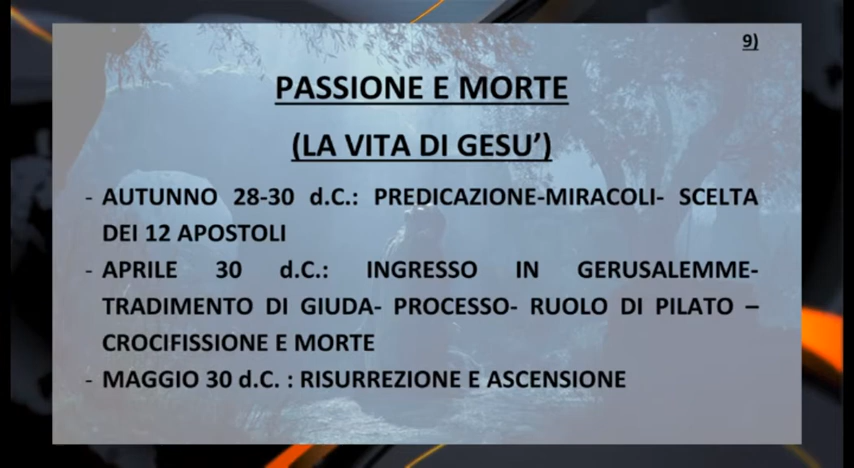 9)
PASSIONE E MORTE
(LA VITA DI GESU’)
- AUTUNNO 28-30 d.C.: PREDICAZIONE-MIRACOLI- SCELTA
DEI 12 APOSTOLI
- APRILE 30 d.C.: INGRESSO IN GERUSALEMME-
TRADIMENTO DI GIUDA- PROCESSO- RUOLO DI PILATO –
CROCIFISSIONE E MORTE
- MAGGIO 30 d.C. : RISURREZIONE E ASCENSIONE